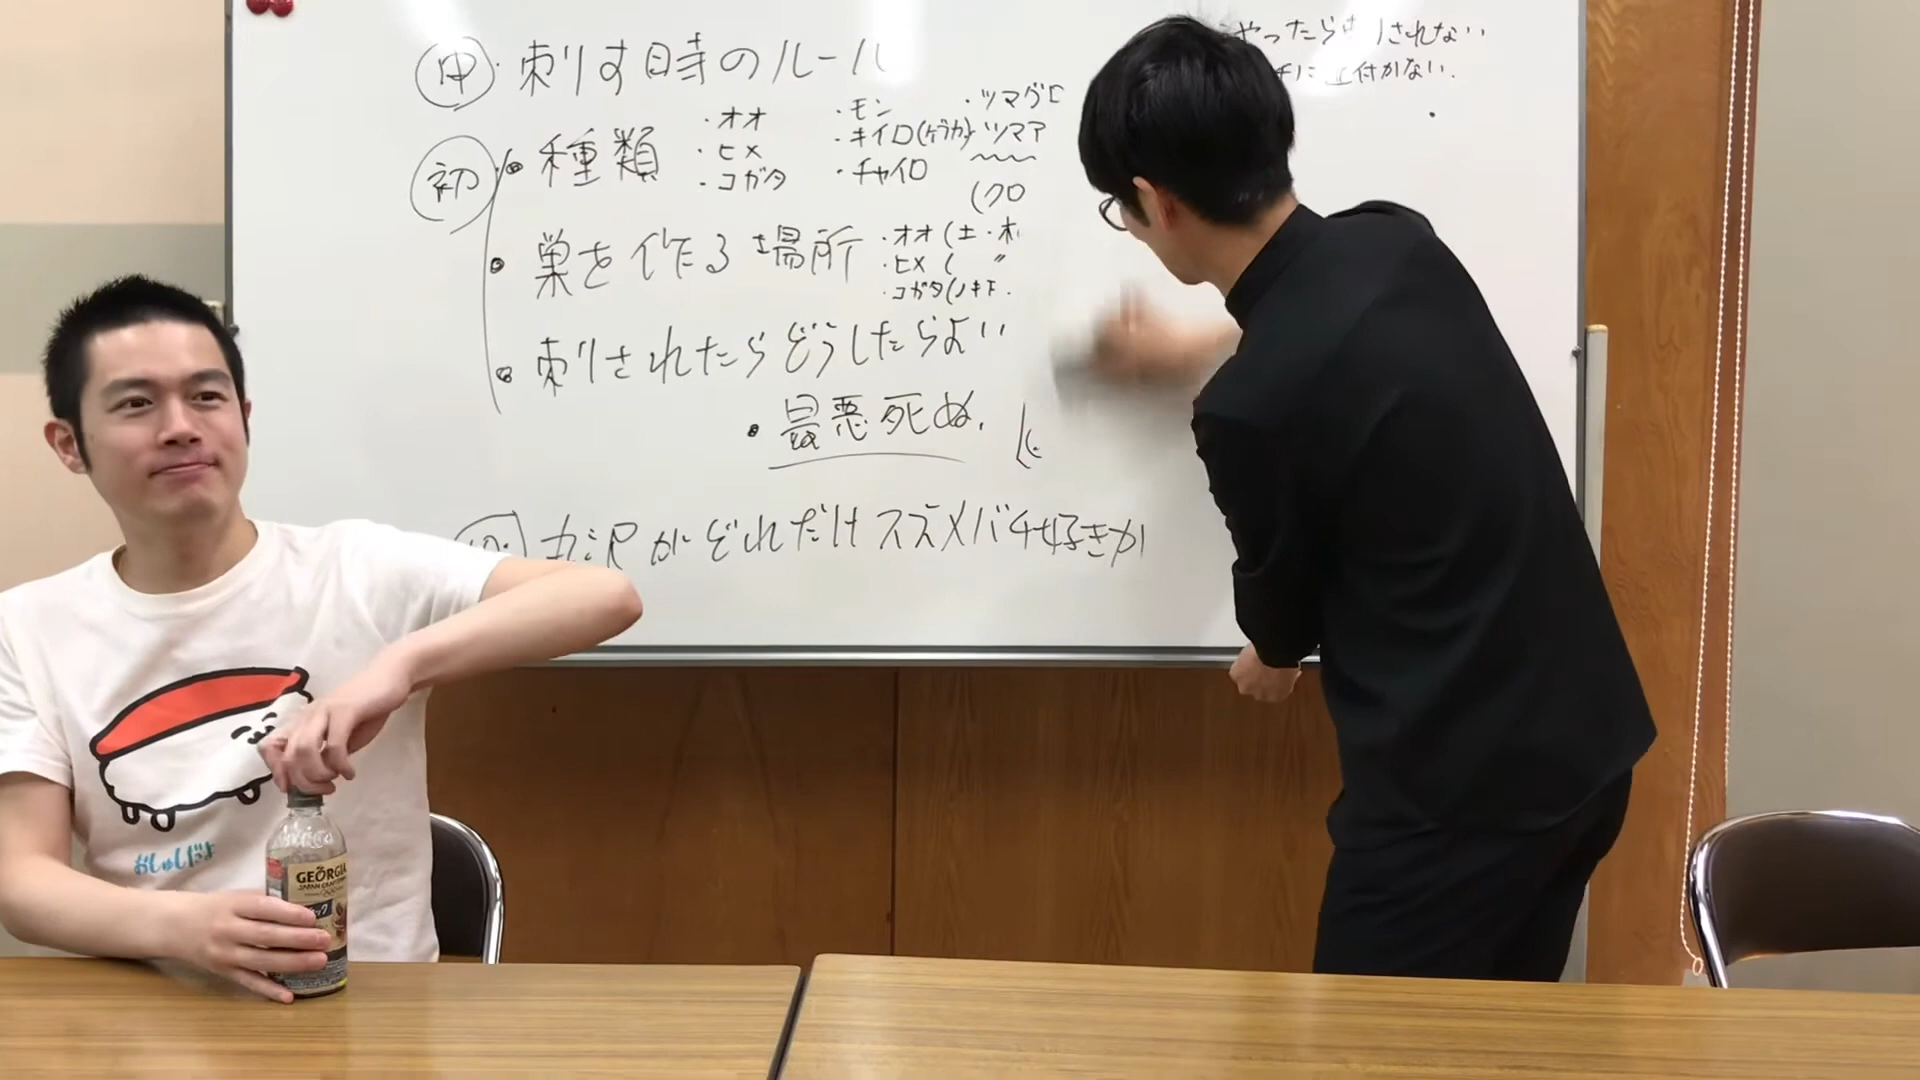 中・刺す時のルール
初
・種類
・オオ
・ヒメ
・コガタ
・モン
・キイロ(ケブカ)
・チャイロ
・ツマグロ
ツマア
(クロ
・巣を作る場所
・オオ(土・木
・ヒメ( 〃
・コガタ(ノキ下.
・刺されたらどうしたらよい
・最悪死ぬ.
がどれだけスズメバチ好きか
やったら
されない
付かない.
おしゅしだよ
GEORGIA
JAPAN CRAFT